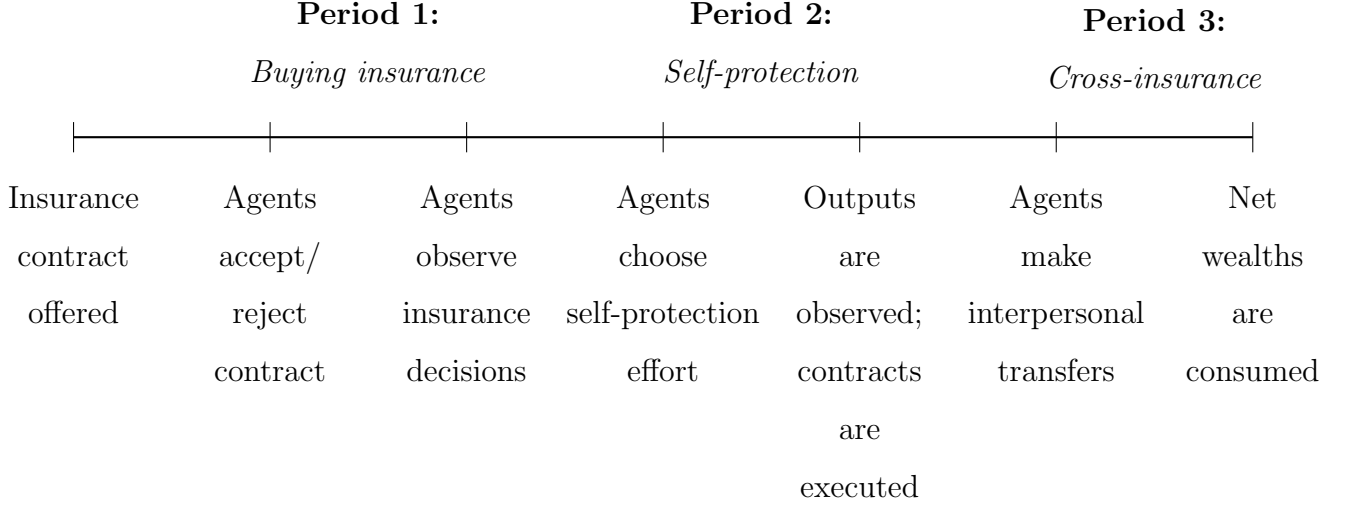 Period 1:
Buying insurance
Period 2:
Self-protection
Period 3:
Cross-insurance
Insurance
contract
offered
Agents
accept/
reject
contract
Agents
observe
insurance
decisions
Agents
choose
self-protection
effort
Outputs
are
observed;
contracts
are
executed
Agents
make
interpersonal
transfers
Net
wealths
are
consumed